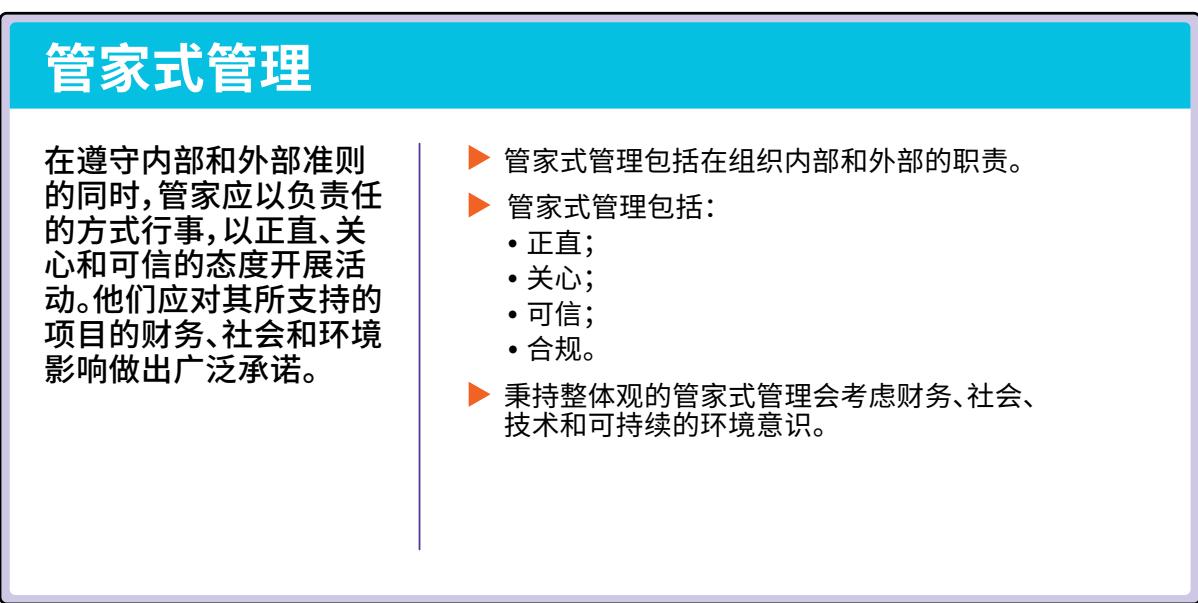 管家式管理
在遵守内部和外部准则
的同时，管家应以负责任
的方式行事，以正直、关
心和可信的态度开展活
动。他们应对其所支持的
项目的财务、社会和环境
影响做出广泛承诺。
管家式管理包括在组织内部和外部的职责。
管家式管理包括：
• 正直；
• 关心；
• 可信；
• 合规。
秉持整体观的管家式管理会考虑财务、社会、
技术和可持续的环境意识。